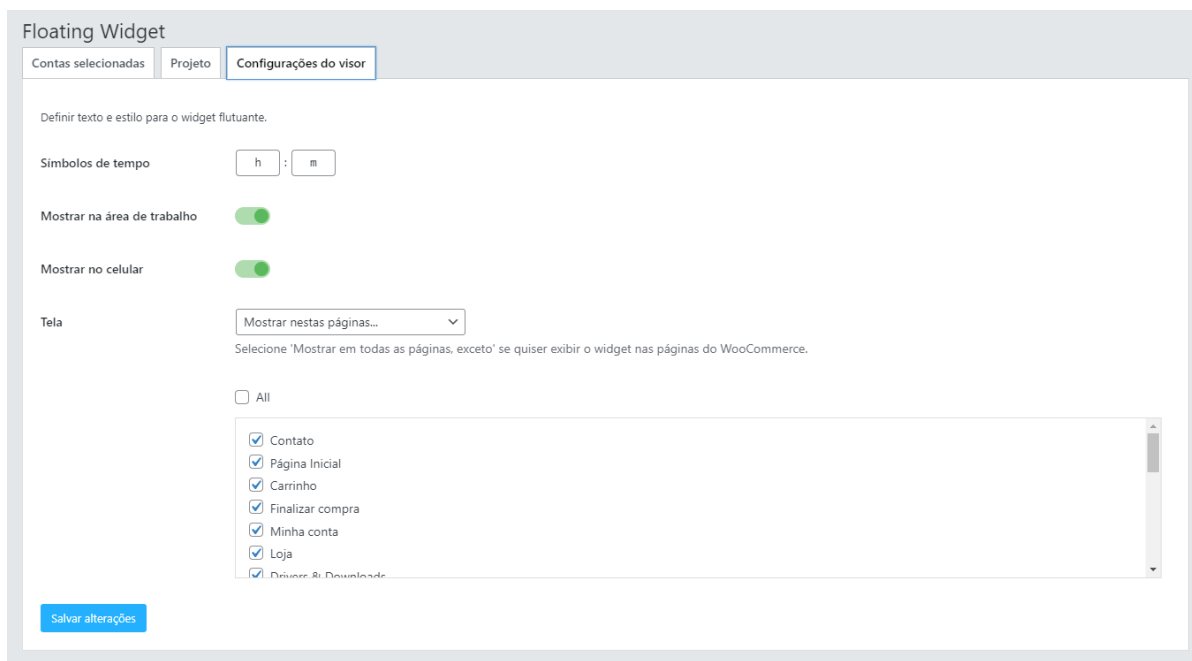 Floating Widget
Contas selecionadas Projeto Configurações do visor
Definir texto e estilo para o widget flutuante.
Símbolos de tempo h : m
Mostrar na área de trabalho
Mostrar no celular
Tela Mostrar nestas páginas...
Selecione 'Mostrar em todas as páginas, exceto' se quiser exibir o widget nas páginas do WooCommerce.
All
Contato
Página Inicial
Carrinho
Finalizar compra
Minha conta
Loja
Drivers & Downloads
Salvar alterações